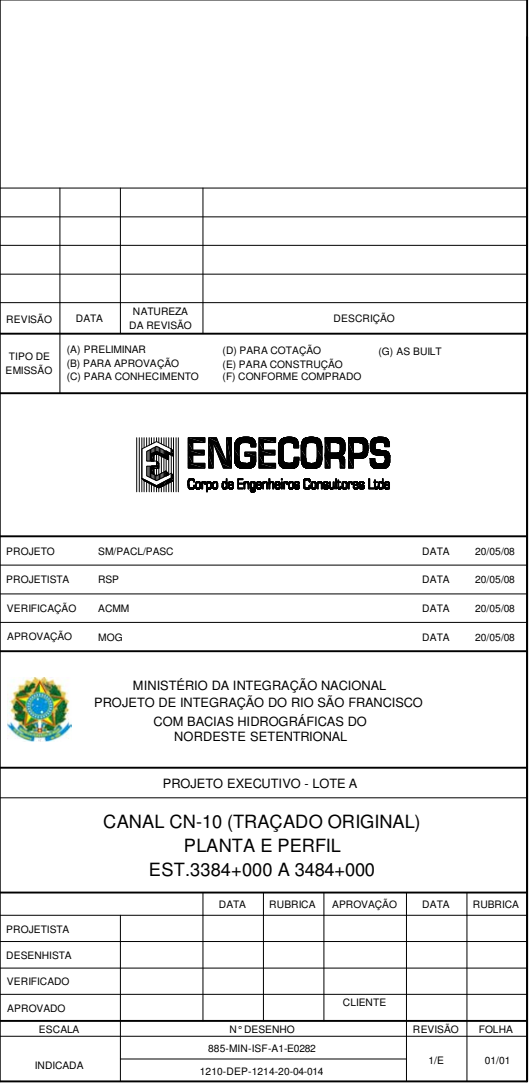 REVISÃO DATA NATUREZA DA REVISÃO DESCRIÇÃO
TIPO DE EMISSÃO
(A) PRELIMINAR (D) PARA COTAÇÃO (G) AS BUILT
(B) PARA APROVAÇÃO (E) PARA CONSTRUÇÃO
(C) PARA CONHECIMENTO (F) CONFORME COMPRADO
ENGECORPS
Corpo de Engenheiros Consultores Ltda
PROJETO SM/PACL/PASC DATA 20/05/08
PROJETISTA RSP DATA 20/05/08
VERIFICAÇÃO ACMM DATA 20/05/08
APROVAÇÃO MOG DATA 20/05/08
MINISTÉRIO DA INTEGRAÇÃO NACIONAL
PROJETO DE INTEGRAÇÃO DO RIO SÃO FRANCISCO
COM BACIAS HIDROGRÁFICAS DO
NORDESTE SETENTRIONAL
PROJETO EXECUTIVO - LOTE A
CANAL CN-10 (TRAÇADO ORIGINAL)
PLANTA E PERFIL
EST.3384+000 A 3484+000
DATA RUBRICA APROVAÇÃO DATA RUBRICA
PROJETISTA
DESENHISTA
VERIFICADO
APROVADO CLIENTE
ESCALA N° DESENHO REVISÃO FOLHA
INDICADA 885-MIN-ISF-A1-E0282 1/E 01/01
1210-DEP-1214-20-04-014